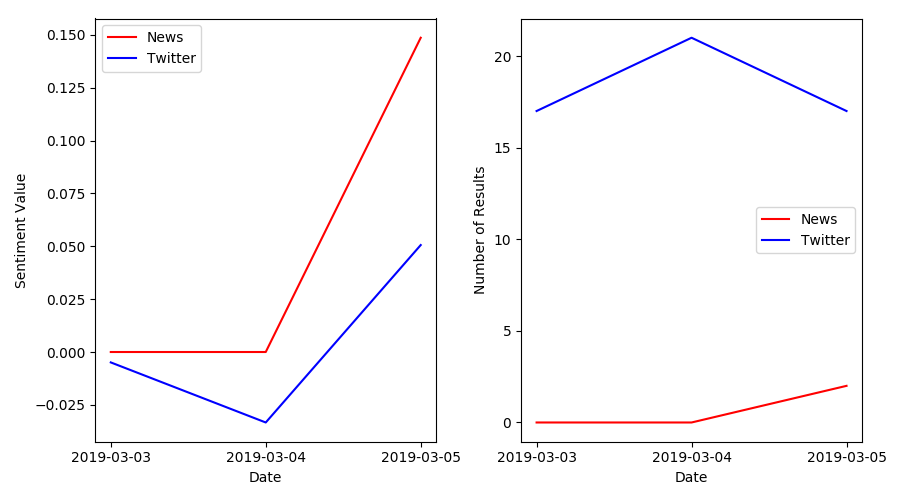 0.150
0.125
0.100
0.075
0.050
0.025
0.000
−0.025
Sentiment Value
News
Twitter
2019-03-03
2019-03-04
2019-03-05
Date
20
15
10
5
0
Number of Results
News
Twitter
2019-03-03
2019-03-04
2019-03-05
Date